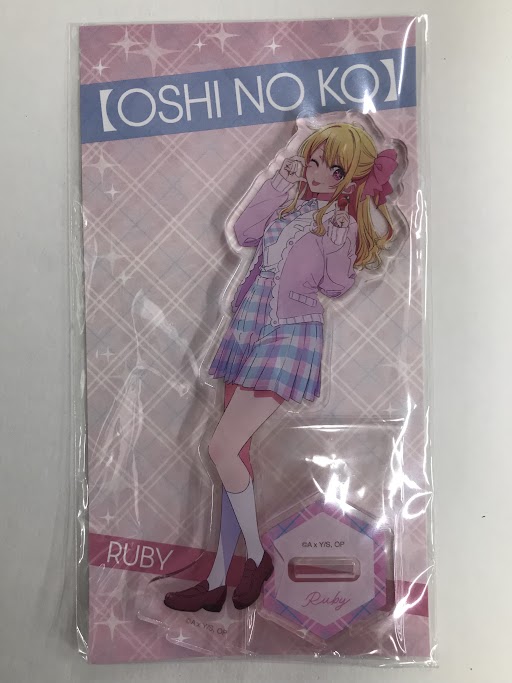 【OSHI NO KO】
©A x Y/S, OP
RUBY
Ruby
©A x Y/S, OP